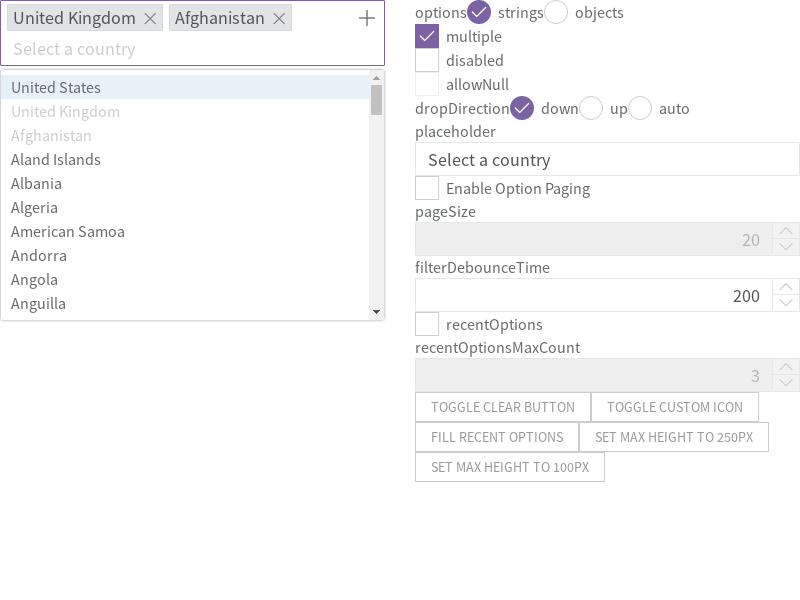 United Kingdom Afghanistan
Select a country
United States
United Kingdom
Afghanistan
Aland Islands
Albania
Algeria
American Samoa
Andorra
Angola
Anguilla
options strings objects
multiple
disabled
allowNull
dropDirection down up auto
placeholder
Select a country
Enable Option Paging
pageSize
20
filterDebounceTime
200
recentOptions
recentOptionsMaxCount
3
TOGGLE CLEAR BUTTON TOGGLE CUSTOM ICON
FILL RECENT OPTIONS SET MAX HEIGHT TO 250PX
SET MAX HEIGHT TO 100PX